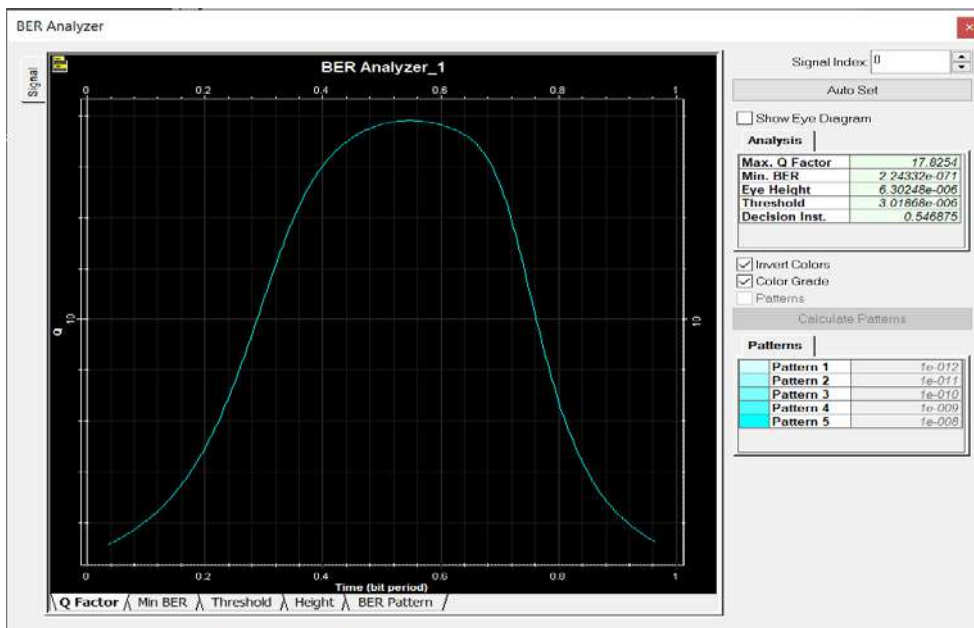 BER Analyzer
Signal
BER Analyzer_1
0 0.2 0.4 0.6 0.8 1
Q
10
10
0 0.2 0.4 0.6 0.8 1
Time (bit period)
Q Factor Min BER Threshold Height BER Pattern
Signal Index: 0
Auto Set
Show Eye Diagram
Analysis
Max. Q Factor 17.8254
Min. BER 2.24332e-071
Eye Height 6.30248e-006
Threshold 3.01868e-006
Decision Inst. 0.546875
Invert Colors
Color Grade
Patterns
Calculate Patterns
Patterns
Pattern 1 1e-012
Pattern 2 1e-011
Pattern 3 1e-010
Pattern 4 1e-009
Pattern 5 1e-008